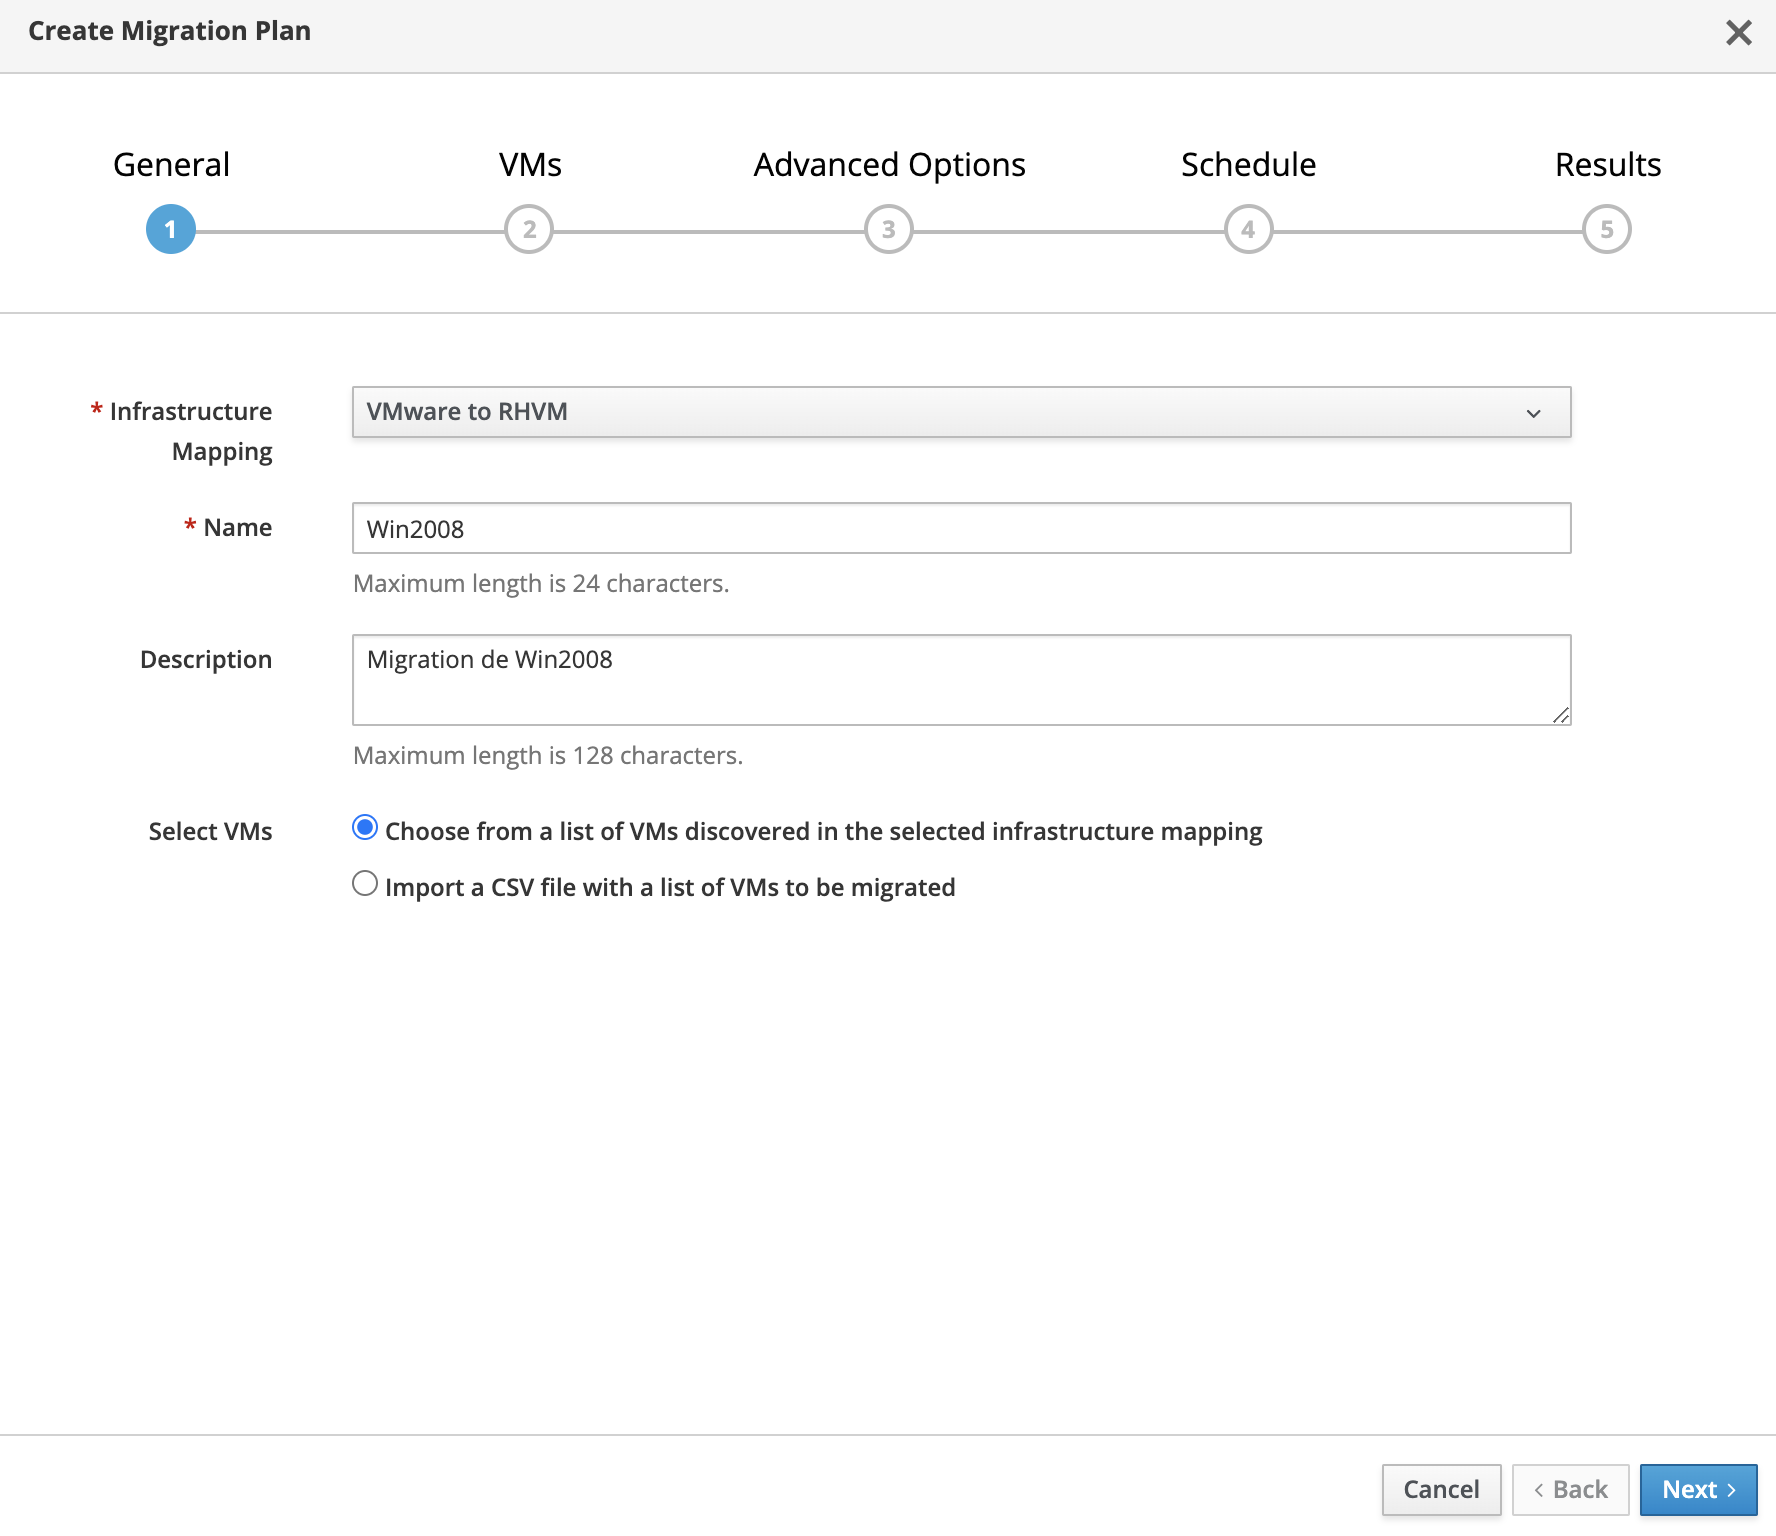 Create Migration Plan
General
VMs
Advanced Options
Schedule
Results
1
2
3
4
5
* Infrastructure Mapping
VMware to RHVM
* Name
Win2008
Maximum length is 24 characters.
Description
Migration de Win2008
Maximum length is 128 characters.
Select VMs
Choose from a list of VMs discovered in the selected infrastructure mapping
Import a CSV file with a list of VMs to be migrated
Cancel
< Back
Next >